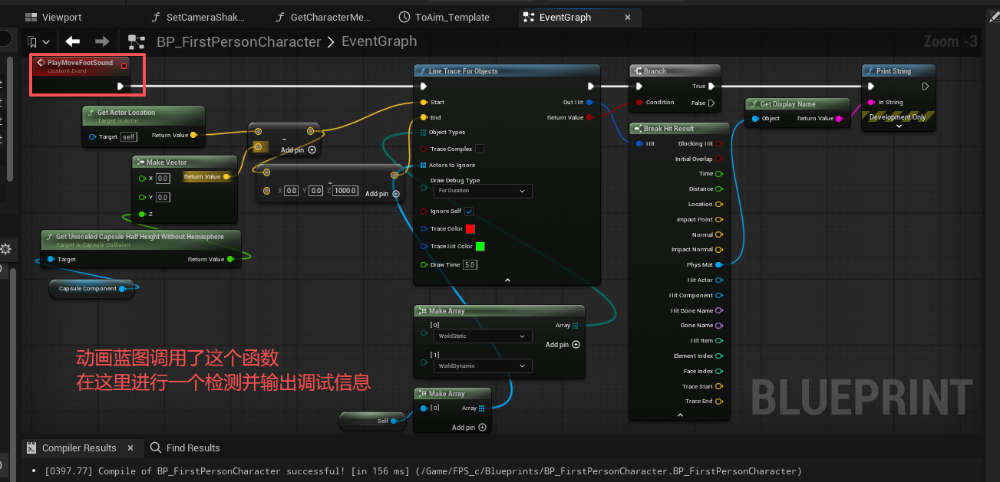 Viewport
SetCameraShak...
GetCharacterMe...
ToAim_Template
EventGraph
BP_FirstPersonCharacter
EventGraph
Zoom -3
PlayMoveFootSound
Custom Event
Get Actor Location
Target is Actor
Target
self
Return Value
Make Vector
X
0.0
Return Value
Y
0.0
Z
-
Add pin
-
X
0.0
Y
0.0
Z
1000.0
Add pin
Get Unscaled Capsule Half Height Without Hemisphere
Target is Capsule Collision
Target
Return Value
Capsule Component
Line Trace For Objects
Start
Out Hit
End
Return Value
Object Types
Trace Complex
Actors to Ignore
Draw Debug Type
For Duration
Ignore Self
Trace Color
Trace Hit Color
Draw Time
5.0
Make Array
[0]
Array
WorldStatic
Add pin
[1]
WorldDynamic
Make Array
[0]
Array
Add pin
Self
Branch
True
Condition
False
Break Hit Result
Hit
Blocking Hit
Initial Overlap
Time
Distance
Location
Impact Point
Normal
Impact Normal
Phys Mat
Hit Actor
Hit Component
Hit Bone Name
Bone Name
Hit Item
Element Index
Face Index
Trace Start
Trace End
Get Display Name
Object
Return Value
Print String
In String
Development Only
动画蓝图调用了这个函数
在这里进行一个检测并输出调试信息
BLUEPRINT
Compiler Results
Find Results
[0397.77] Compile of BP_FirstPersonCharacter successful! [in 156 ms] (/Game/FPS_c/Blueprints/BP_FirstPersonCharacter.BP_FirstPersonCharacter)